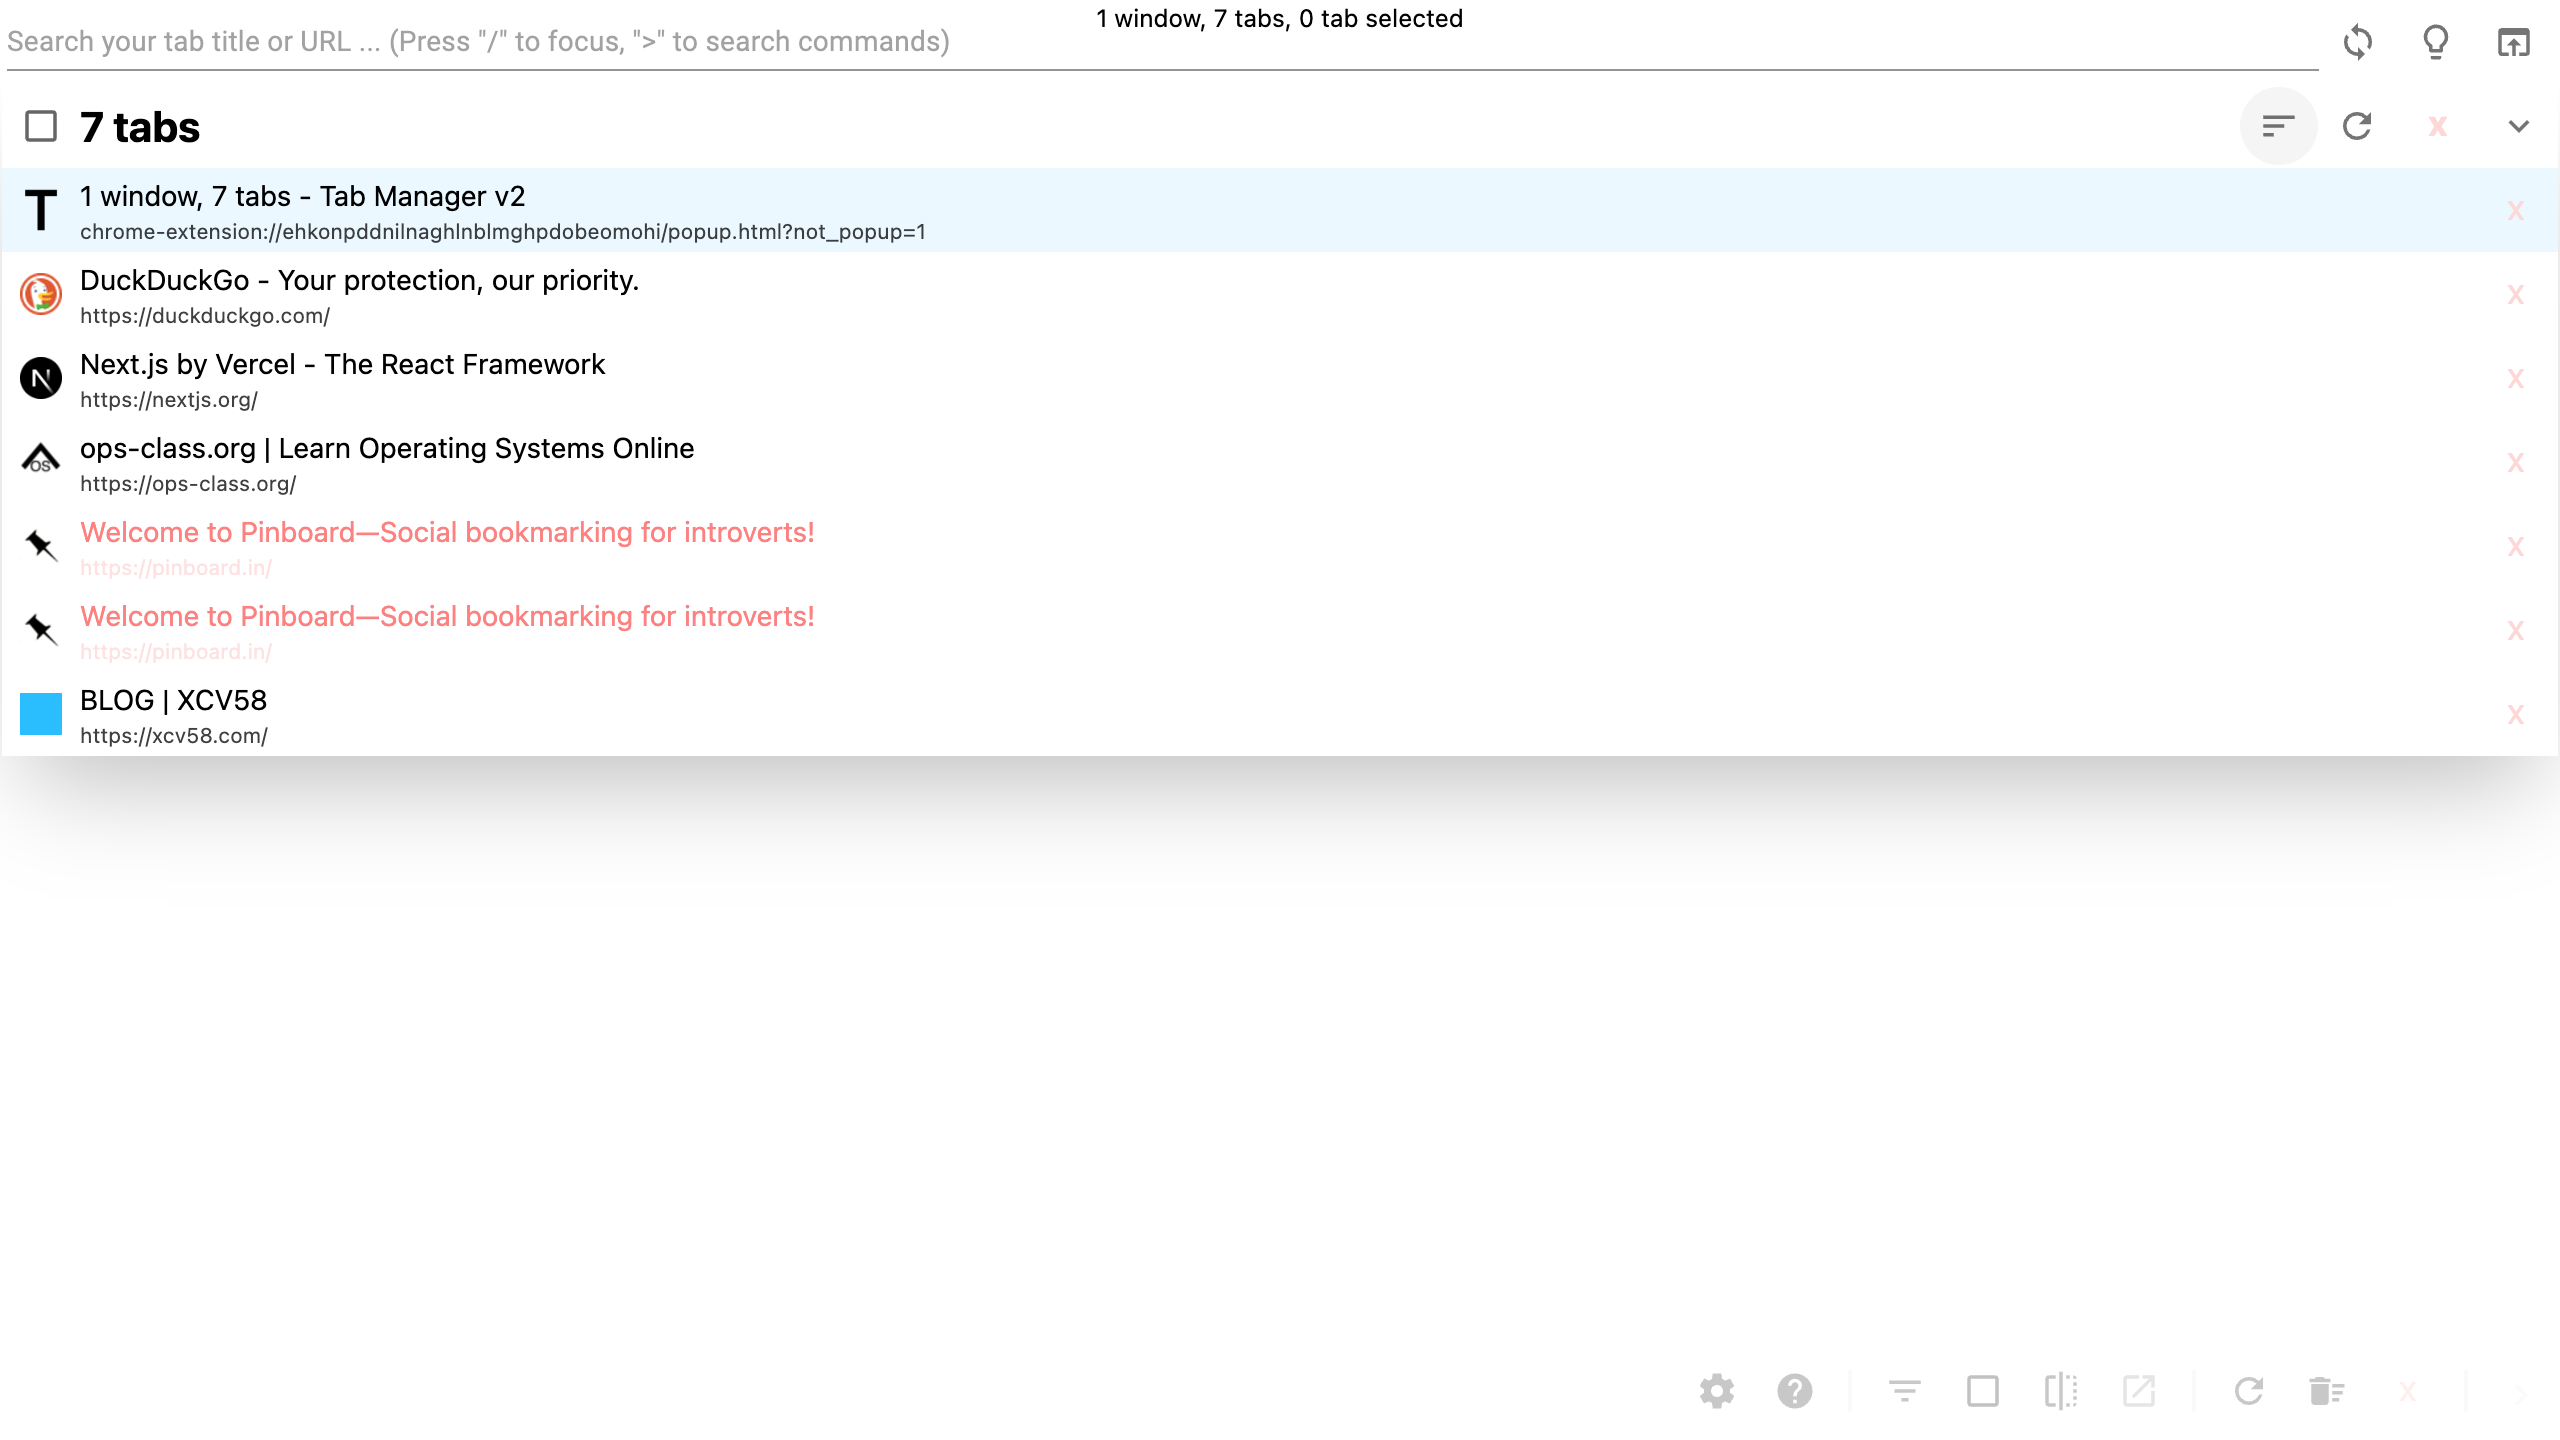 1 window, 7 tabs, 0 tab selected
Search your tab title or URL ... (Press "/" to focus, ">" to search commands)
7 tabs
x
T
1 window, 7 tabs - Tab Manager v2
chrome-extension://ehkonpddnilnaghlnblmghpdobeomohi/popup.html?not_popup=1
x
DuckDuckGo - Your protection, our priority.
https://duckduckgo.com/
x
N
Next.js by Vercel - The React Framework
https://nextjs.org/
x
OS
ops-class.org | Learn Operating Systems Online
https://ops-class.org/
x
Welcome to Pinboard—Social bookmarking for introverts!
https://pinboard.in/
x
Welcome to Pinboard—Social bookmarking for introverts!
https://pinboard.in/
x
BLOG | XCV58
https://xcv58.com/
x
?
x